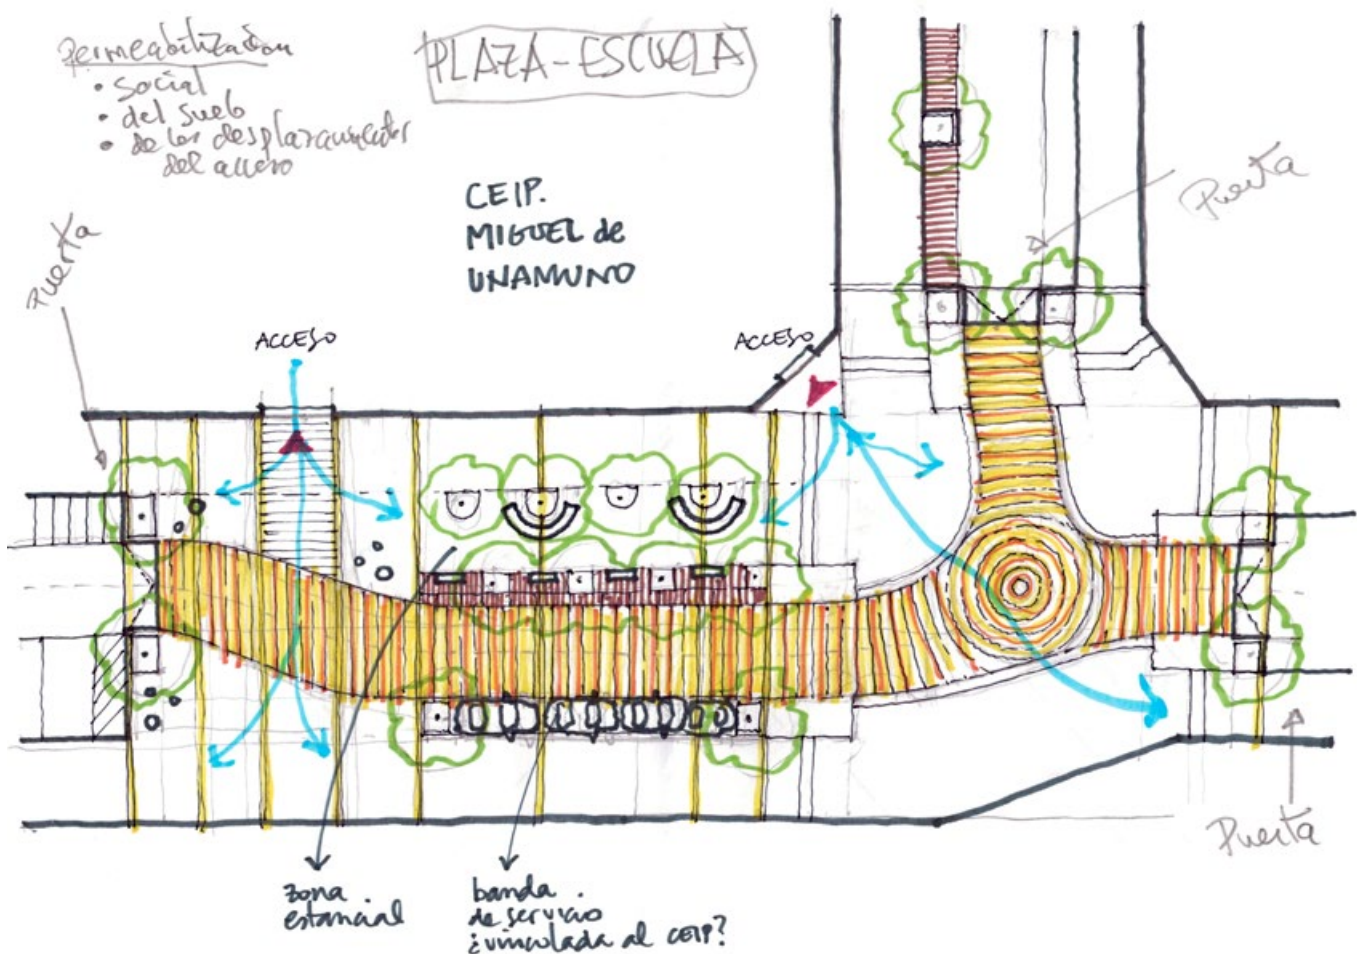 Permeabilización
• social
• del suelo
• de los desplazamientos
del acceso
PLAZA-ESCUELA
CEIP.
MIGUEL de
UNAMUNO
Puerta
Puerta
ACCESO
ACCESO
Puerta
zona
estancial
banda
de servicio
¿vinculada al CEIP?